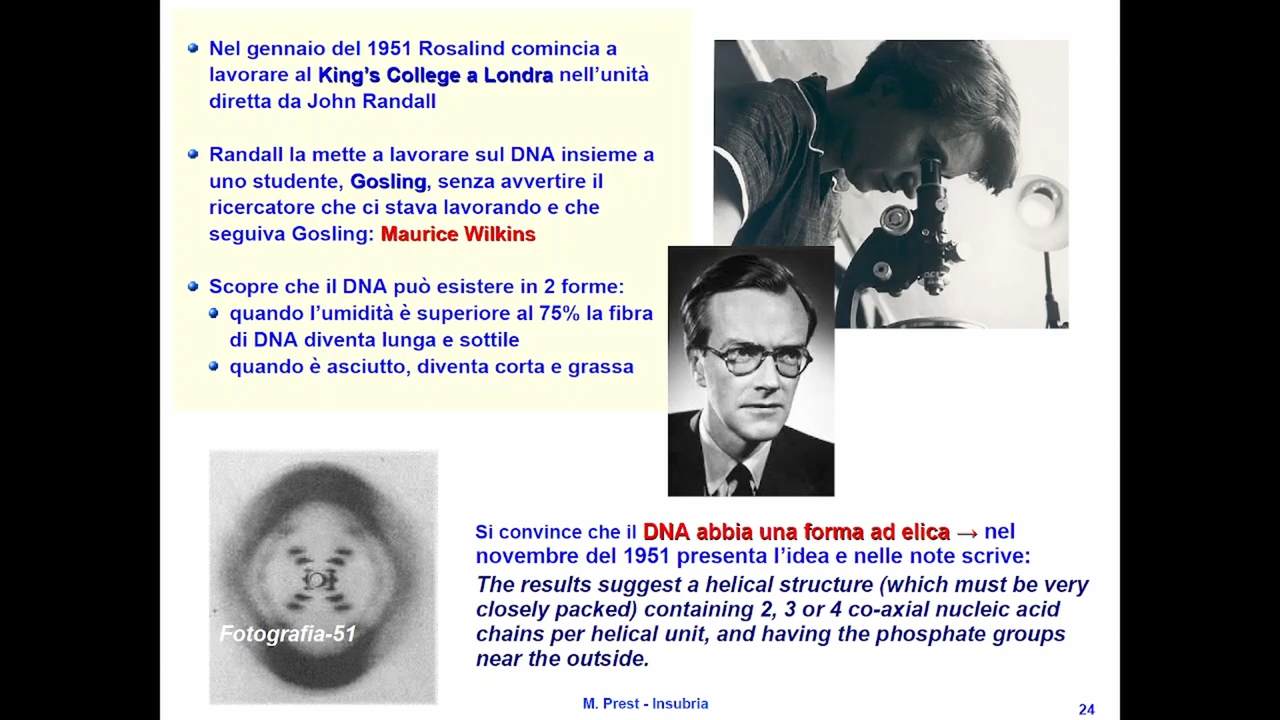 Nel gennaio del 1951 Rosalind comincia a
lavorare al King's College a Londra nell'unità
diretta da John Randall
Randall la mette a lavorare sul DNA insieme a
uno studente, Gosling, senza avvertire il
ricercatore che ci stava lavorando e che
seguiva Gosling: Maurice Wilkins
Scopre che il DNA può esistere in 2 forme:
quando l'umidità è superiore al 75% la fibra
di DNA diventa lunga e sottile
quando è asciutto, diventa corta e grassa
Fotografia-51
Si convince che il DNA abbia una forma ad elica → nel
novembre del 1951 presenta l'idea e nelle note scrive:
The results suggest a helical structure (which must be very
closely packed) containing 2, 3 or 4 co-axial nucleic acid
chains per helical unit, and having the phosphate groups
near the outside.
M. Prest - Insubria
24